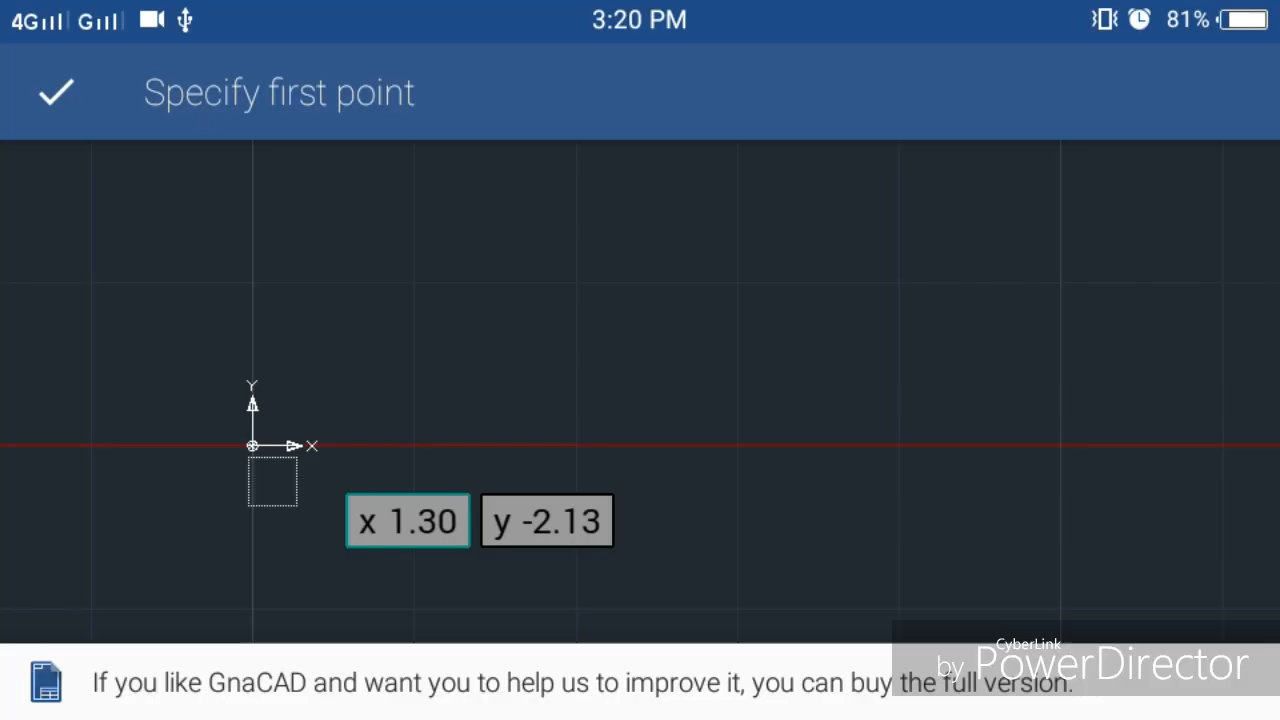 4G G 3:20 PM 81%
Specify first point
Y
X
x 1.30 y -2.13
CyberLink
by PowerDirector
If you like GnaCAD and want you to help us to improve it, you can buy the full version.